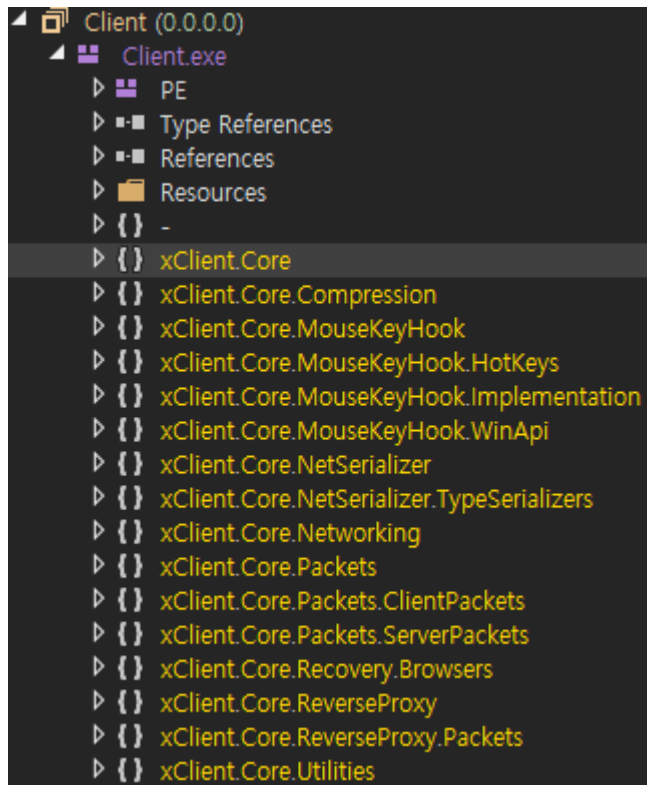 Client (0.0.0.0)
Client.exe
PE
Type References
References
Resources
{ } -
{ } xClient.Core
{ } xClient.Core.Compression
{ } xClient.Core.MouseKeyHook
{ } xClient.Core.MouseKeyHook.HotKeys
{ } xClient.Core.MouseKeyHook.Implementation
{ } xClient.Core.MouseKeyHook.WinApi
{ } xClient.Core.NetSerializer
{ } xClient.Core.NetSerializer.TypeSerializers
{ } xClient.Core.Networking
{ } xClient.Core.Packets
{ } xClient.Core.Packets.ClientPackets
{ } xClient.Core.Packets.ServerPackets
{ } xClient.Core.Recovery.Browsers
{ } xClient.Core.ReverseProxy
{ } xClient.Core.ReverseProxy.Packets
{ } xClient.Core.Utilities